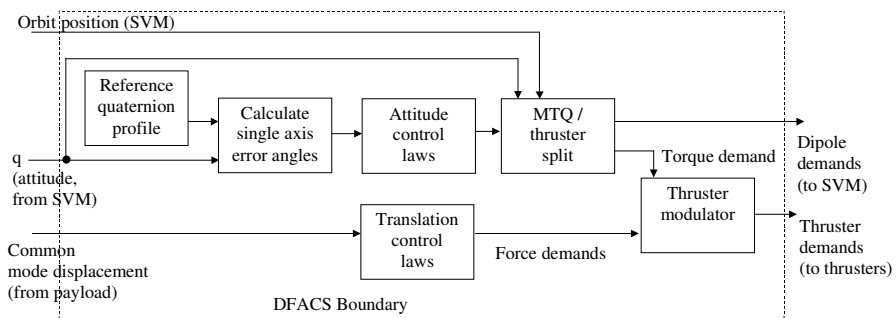 Orbit position (SVM)
Reference
quaternion
profile
Calculate
single axis
error angles
Attitude
control
laws
MTQ /
thruster
split
q
(attitude,
from SVM)
Dipole
demands
(to SVM)
Torque demand
Thruster
modulator
Translation
control
laws
Force demands
Thruster
demands
(to thrusters)
Common
mode displacement
(from payload)
DFACS Boundary